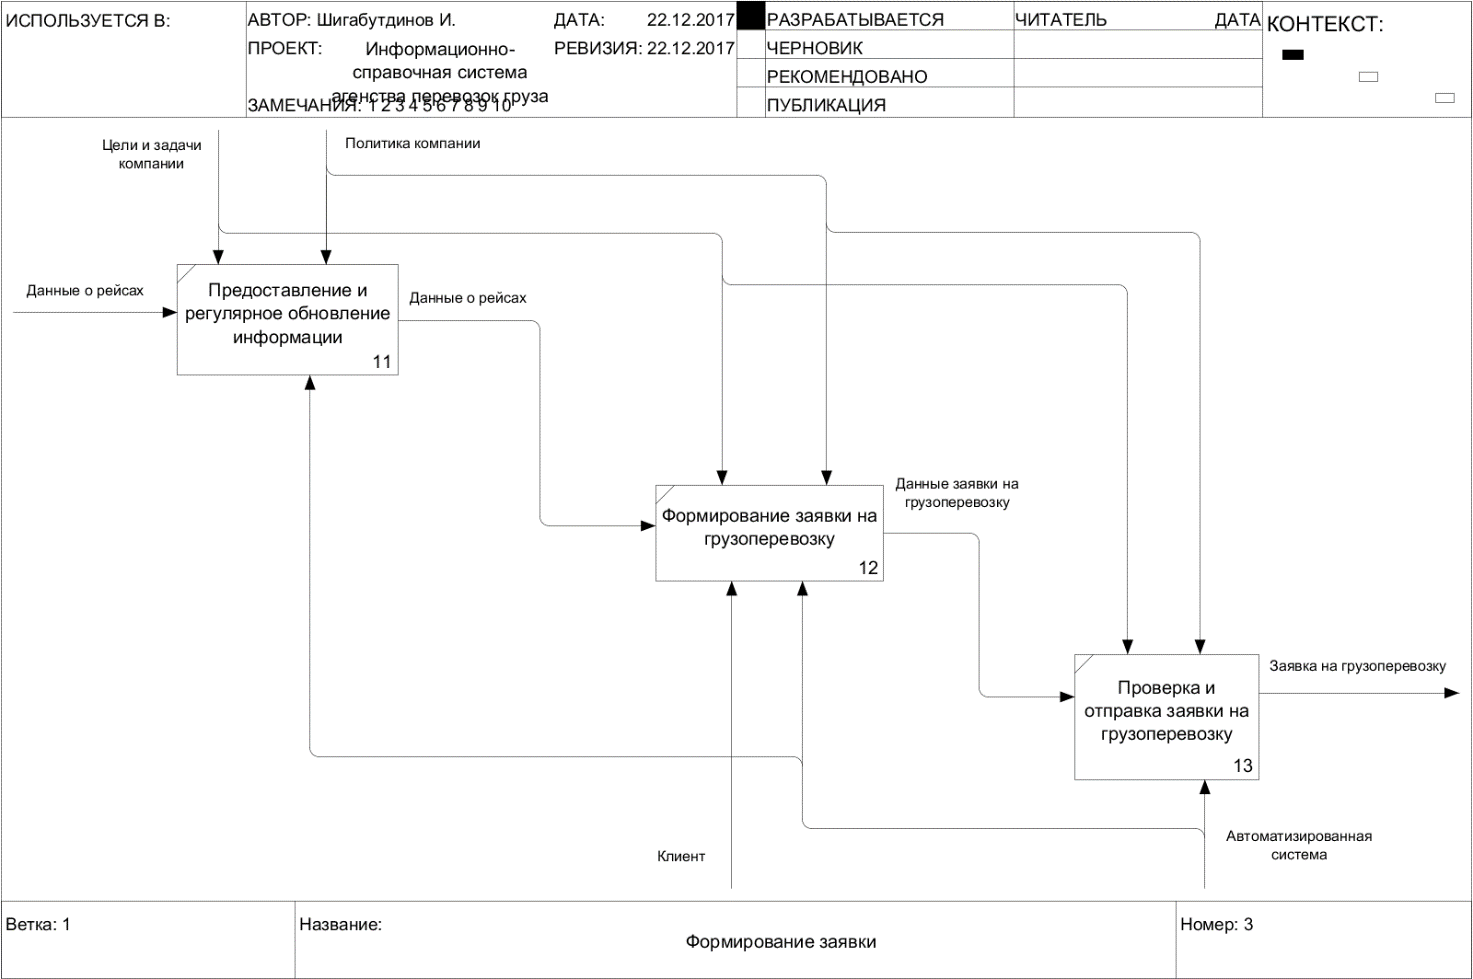 ИСПОЛЬЗУЕТСЯ В:
АВТОР: Шигабутдинов И.
ДАТА: 22.12.2017
ПРОЕКТ: Информационно-
справочная система
агенства перевозок груза
РЕВИЗИЯ: 22.12.2017
ЗАМЕЧАНИЯ: 1 2 3 4 5 6 7 8 9 10
РАЗРАБАТЫВАЕТСЯ
ЧЕРНОВИК
РЕКОМЕНДОВАНО
ПУБЛИКАЦИЯ
ЧИТАТЕЛЬ ДАТА
КОНТЕКСТ:
Цели и задачи
компании
Политика компании
Данные о рейсах
Предоставление и
регулярное обновление
информации
11
Данные о рейсах
Формирование заявки на
грузоперевозку
12
Данные заявки на
грузоперевозку
Проверка и
отправка заявки на
грузоперевозку
13
Заявка на грузоперевозку
Клиент
Автоматизированная
система
Ветка: 1
Название:
Формирование заявки
Номер: 3